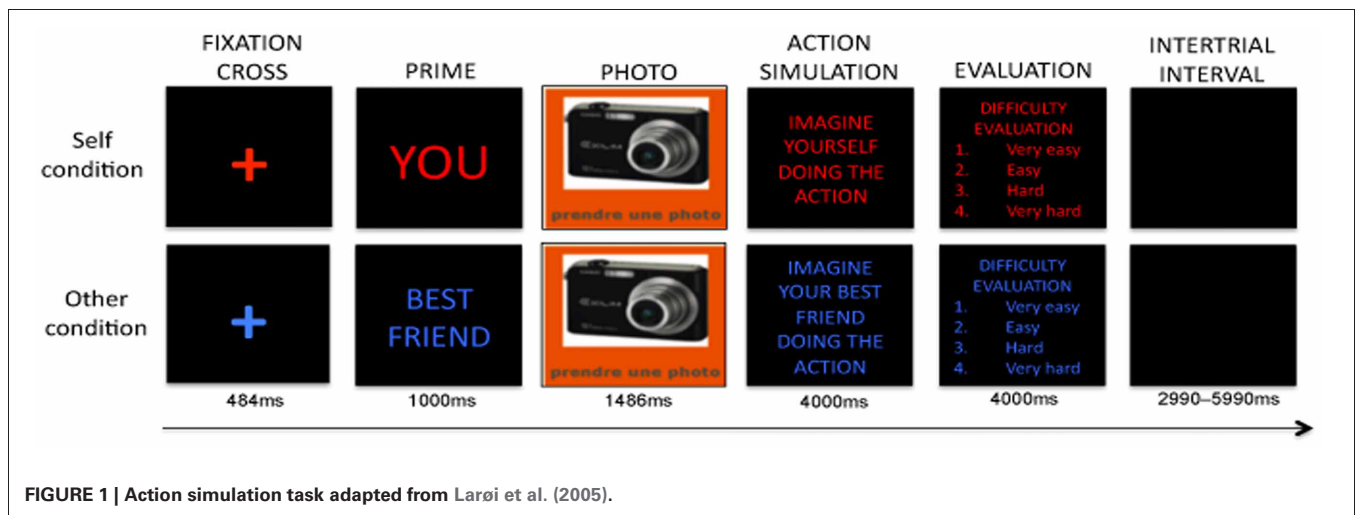 FIXATION
CROSS
PRIME
PHOTO
ACTION
SIMULATION
EVALUATION
INTERTRIAL
INTERVAL
Self
condition
+
YOU
EXILIM
prendre une photo
IMAGINE
YOURSELF
DOING THE
ACTION
DIFFICULTY
EVALUATION
1. Very easy
2. Easy
3. Hard
4. Very hard
Other
condition
+
BEST
FRIEND
EXILIM
prendre une photo
IMAGINE
YOUR BEST
FRIEND
DOING THE
ACTION
DIFFICULTY
EVALUATION
1. Very easy
2. Easy
3. Hard
4. Very hard
484ms
1000ms
1486ms
4000ms
4000ms
2990–5990ms
FIGURE 1 | Action simulation task adapted from Larøi et al. (2005).